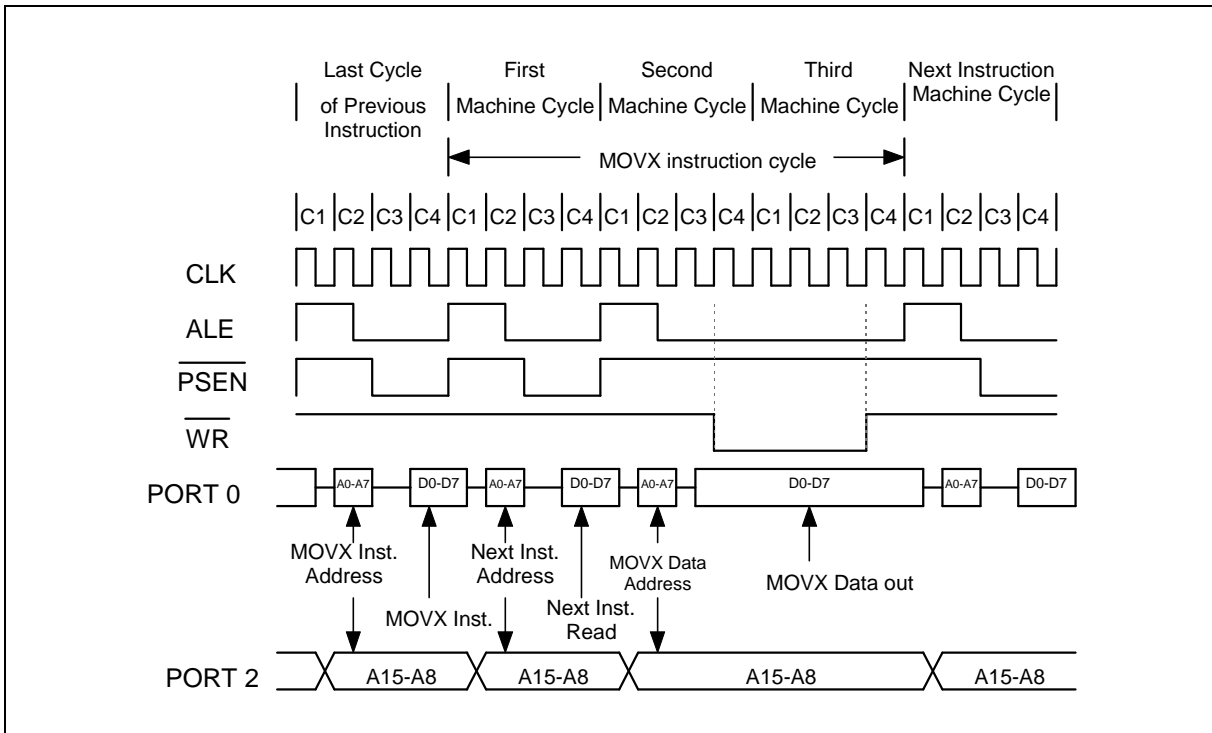 Last Cycle of Previous Instruction
First Machine Cycle
Second Machine Cycle
Third Machine Cycle
Next Instruction Machine Cycle
MOVX instruction cycle
C1 C2 C3 C4 C1 C2 C3 C4 C1 C2 C3 C4 C1 C2 C3 C4 C1 C2 C3 C4
CLK
ALE
PSEN
WR
PORT 0
A0-A7 D0-D7 A0-A7 D0-D7 A0-A7 D0-D7 A0-A7 D0-D7
MOVX Inst. Address
MOVX Inst.
Next Inst. Address
Next Inst. Read
MOVX Data Address
MOVX Data out
PORT 2
A15-A8 A15-A8 A15-A8 A15-A8